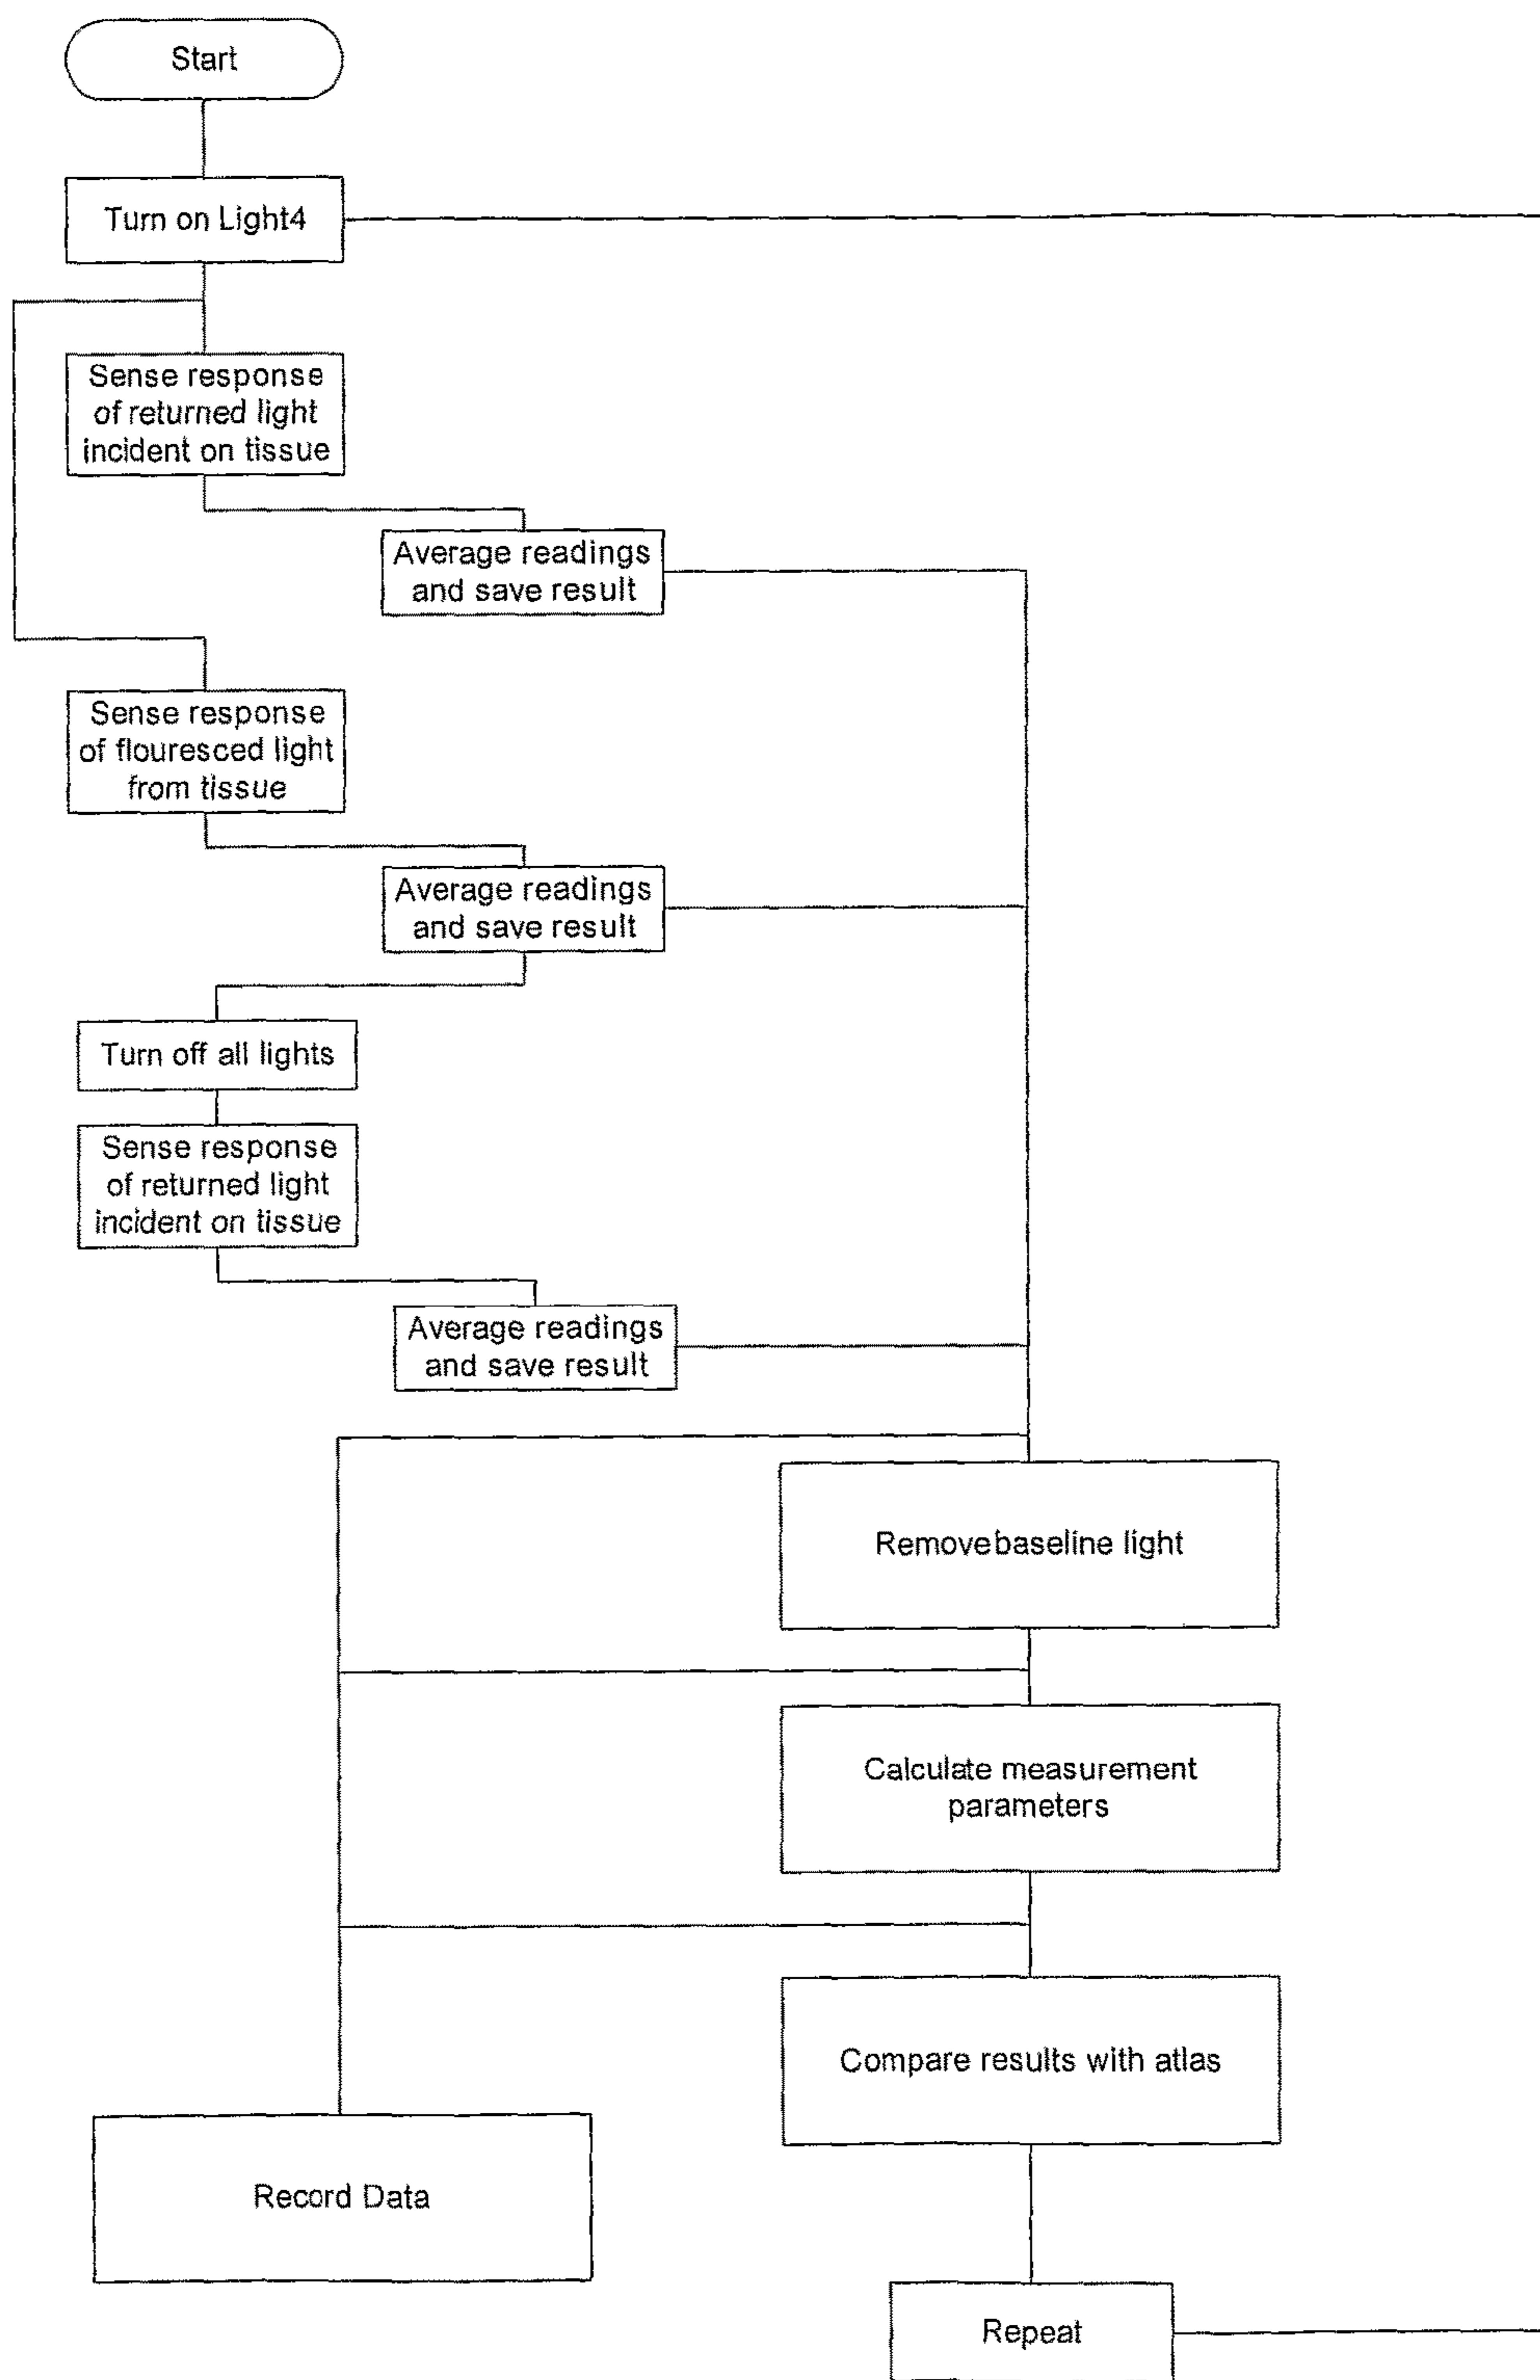 Start
Turn on Light4
Sense response
of returned light
incident on tissue
Average readings
and save result
Sense response
of flouresced light
from tissue
Average readings
and save result
Turn off all lights
Sense response
of returned light
incident on tissue
Average readings
and save result
Removebaseline light
Calculate measurement
parameters
Compare results with atlas
Record Data
Repeat